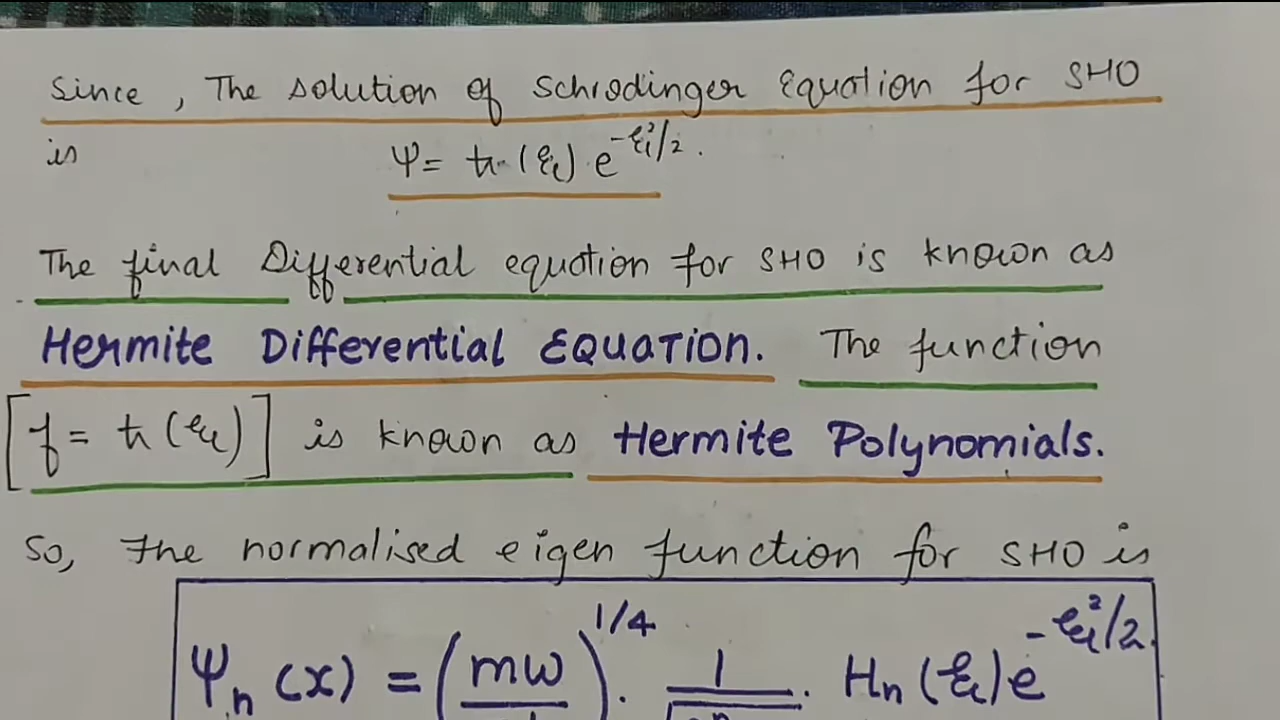 Since, The solution of Schrodinger Equation for SHO
is ψ = ħ(ξ) e^{-ξ²/2}.
The final Differential equation for SHO is known as
Hermite Differential Equation. The function
[f = ħ(ξ)] is known as Hermite Polynomials.
So, the normalised eigen function for SHO is
ψn (x) = (mω)^{1/4} . 1 . Hn (ξ) e^{-ξ²/2}